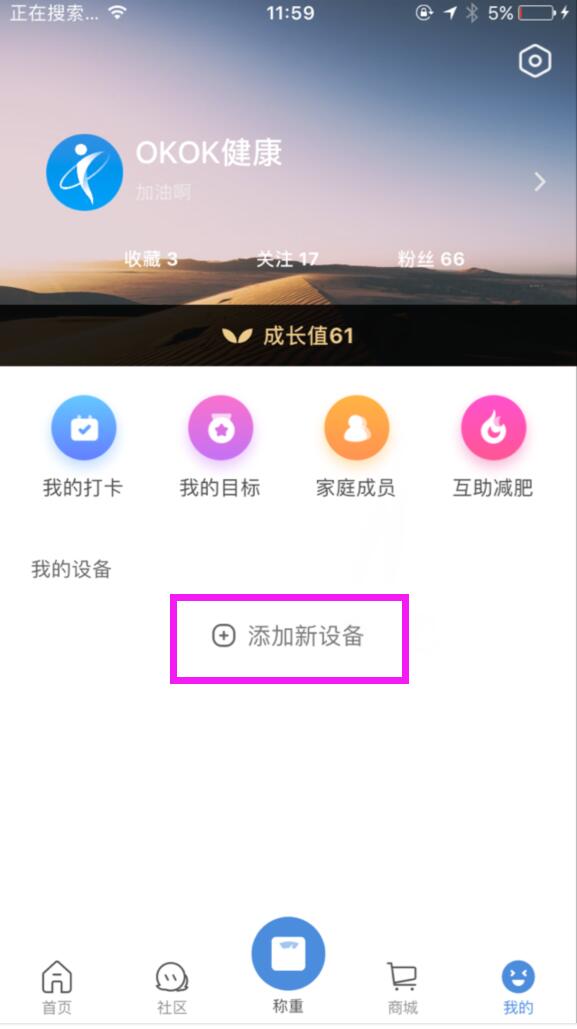 正在搜索... 11:59 5%
OKOK健康
加油啊
收藏 3 关注 17 粉丝 66
成长值61
我的打卡 我的目标 家庭成员 互助减肥
我的设备
添加新设备
首页 社区 称重 商城 我的